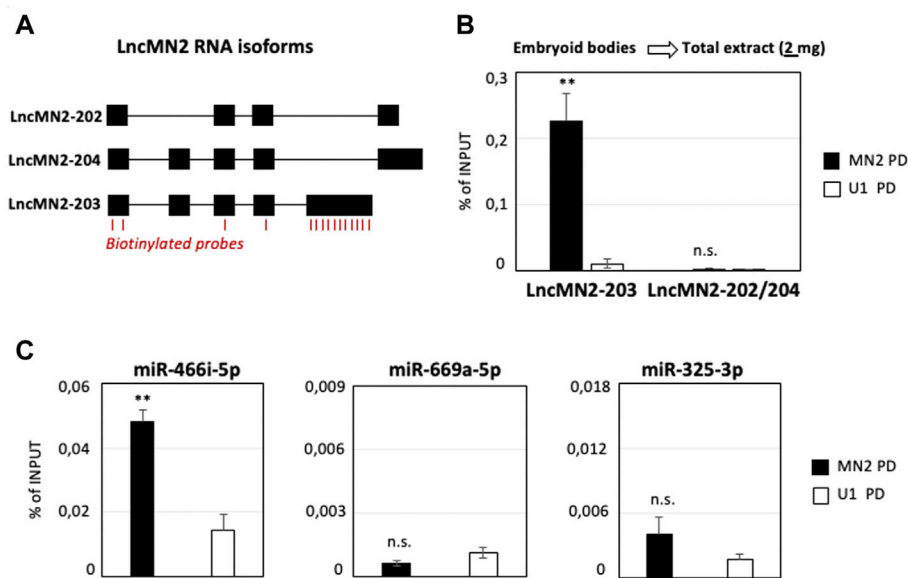 A
LncMN2 RNA isoforms
LncMN2-202
LncMN2-204
LncMN2-203
Biotinylated probes
B
Embryoid bodies Total extract (2 mg)
0,3
**
0,2
% of INPUT
0,1
n.s.
0
LncMN2-203 LncMN2-202/204
MN2 PD
U1 PD
C
miR-466i-5p
0,06
**
0,04
% of INPUT
0,02
0
miR-669a-5p
0,009
0,006
0,003
n.s.
0
miR-325-3p
0,018
0,012
0,006
n.s.
0
MN2 PD
U1 PD